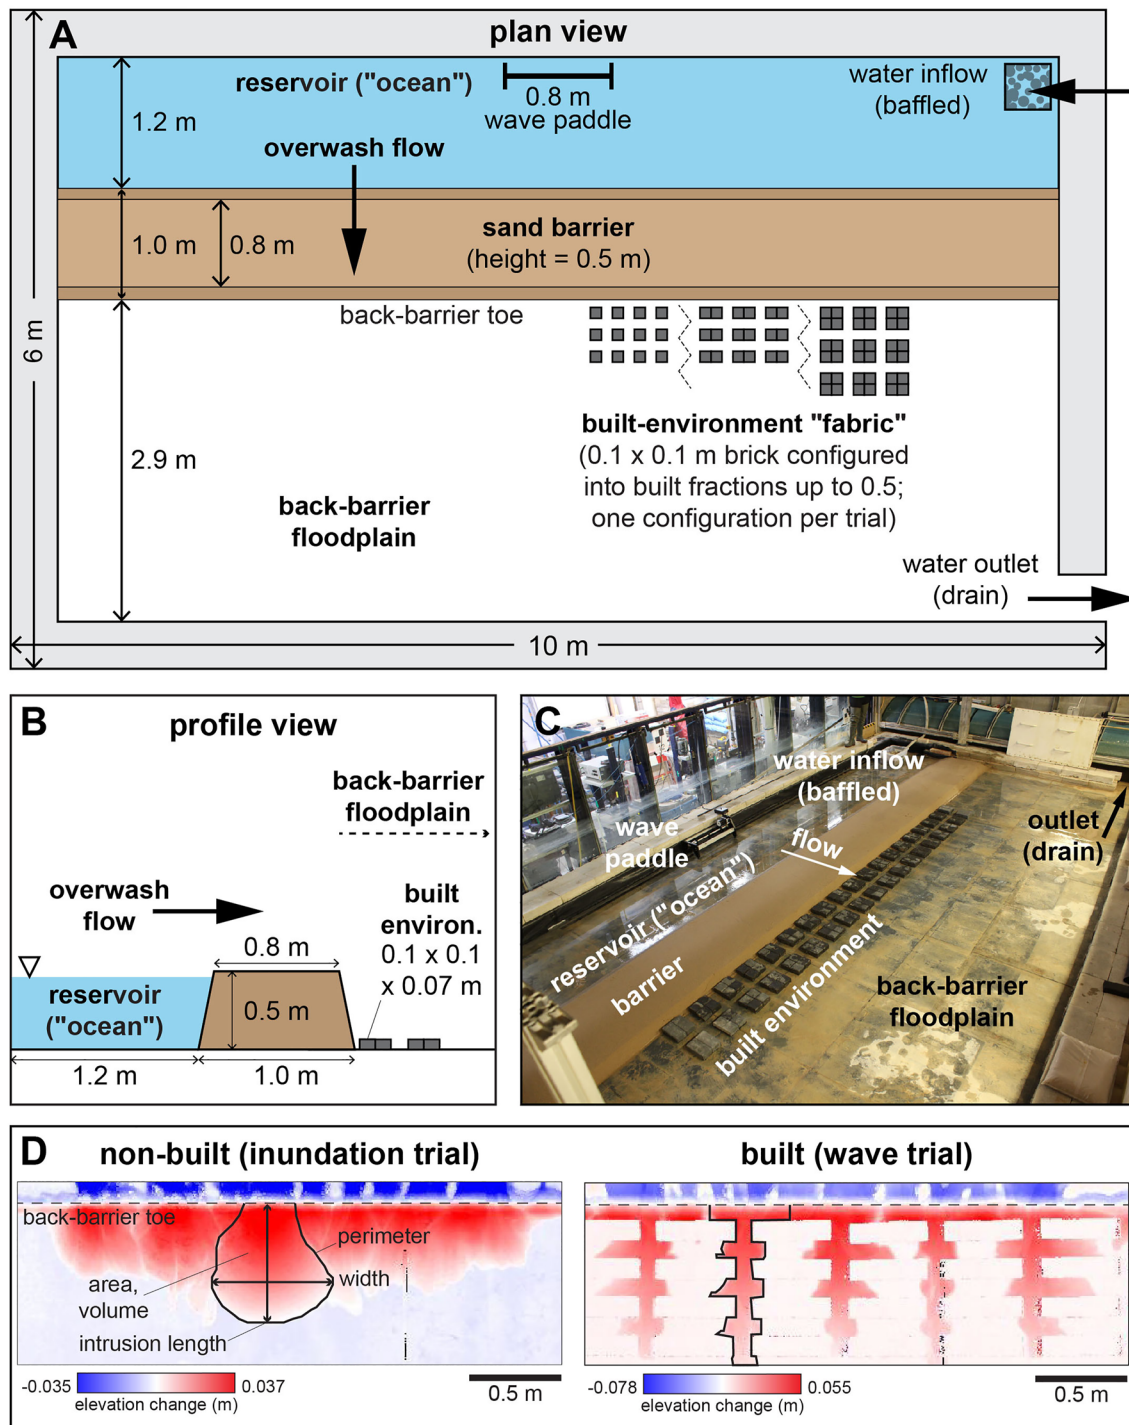 A
plan view
reservoir ("ocean")
0.8 m
wave paddle
water inflow
(baffled)
1.2 m
overwash flow
1.0 m
0.8 m
sand barrier
(height = 0.5 m)
back-barrier toe
6 m
2.9 m
built-environment "fabric"
(0.1 x 0.1 m brick configured
into built fractions up to 0.5;
one configuration per trial)
back-barrier
floodplain
water outlet
(drain)
10 m
B
profile view
back-barrier
floodplain
overwash
flow
built
environ.
0.1 x 0.1
x 0.07 m
0.8 m
reservoir
("ocean")
0.5 m
1.2 m
1.0 m
C
water inflow
(baffled)
wave
paddle
flow
outlet
(drain)
reservoir ("ocean")
barrier
built environment
back-barrier
floodplain
D
non-built (inundation trial)
back-barrier toe
perimeter
area,
volume
width
intrusion length
-0.035
0.037
elevation change (m)
0.5 m
built (wave trial)
-0.078
0.055
elevation change (m)
0.5 m